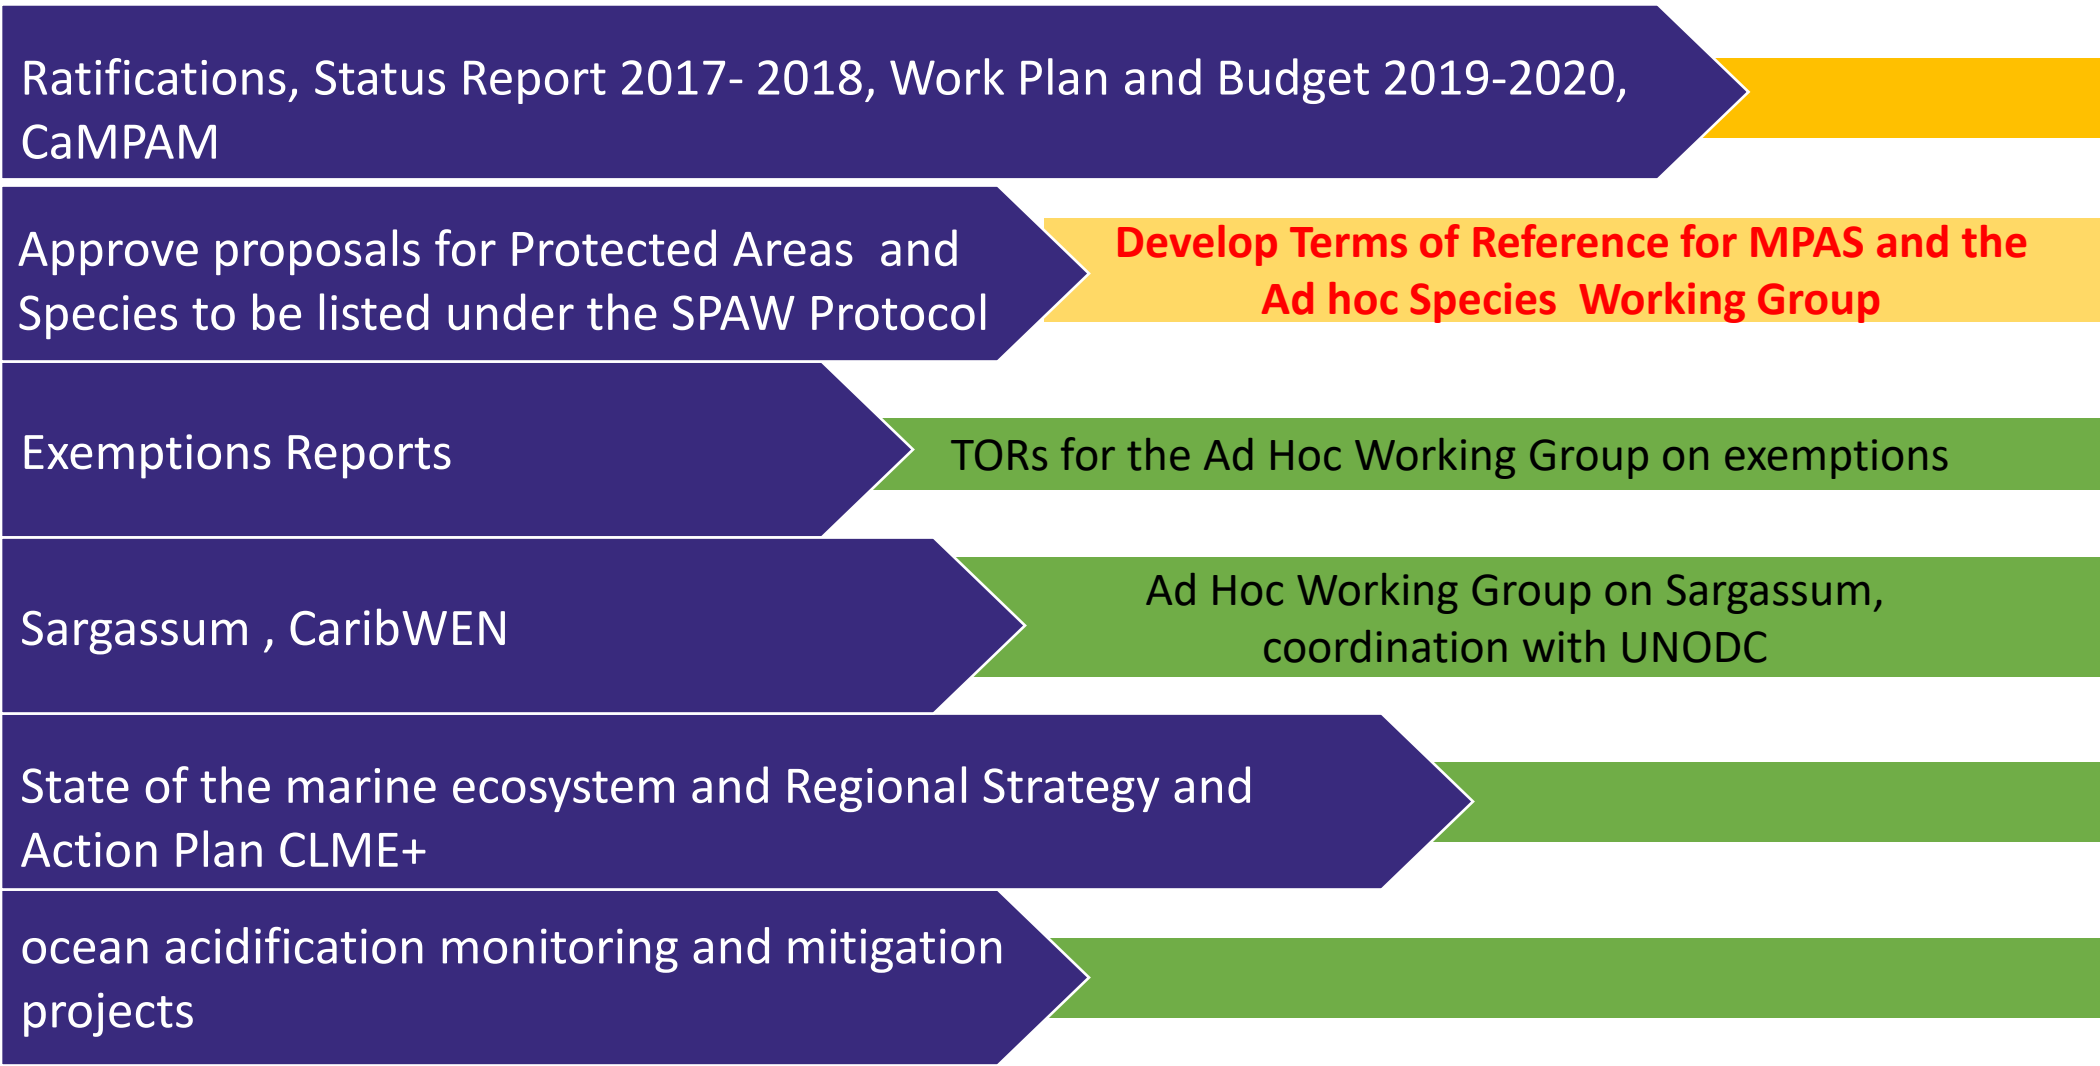 Ratifications, Status Report 2017- 2018, Work Plan and Budget 2019-2020,
CaMPAM
Approve proposals for Protected Areas  and
Species to be listed under the SPAW Protocol
Develop Terms of Reference for MPAS and the
Ad hoc Species  Working Group
Exemptions Reports
TORs for the Ad Hoc Working Group on exemptions
Sargassum , CaribWEN
Ad Hoc Working Group on Sargassum,
coordination with UNODC
State of the marine ecosystem and Regional Strategy and
Action Plan CLME+
ocean acidification monitoring and mitigation
projects